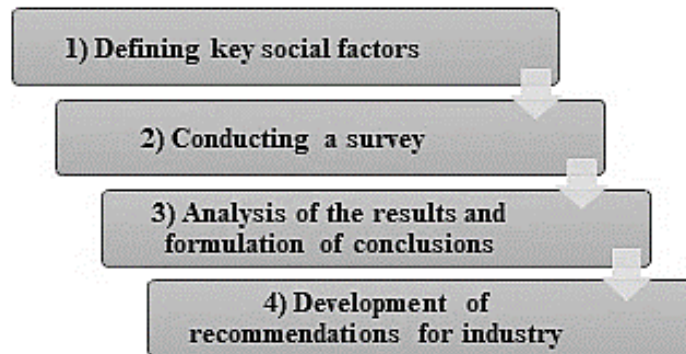 1) Defining key social factors
2) Conducting a survey
3) Analysis of the results and
formulation of conclusions
4) Development of
recommendations for industry